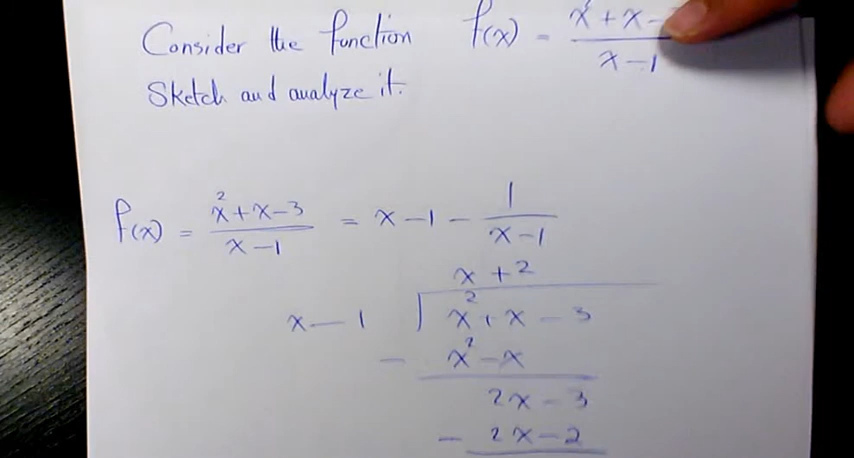 Consider the function f(x) = x² + x -
x - 1
Sketch and analyze it.
f(x) = x² + x - 3 / x - 1 = x - 1 - 1 / x - 1
x + 2
x - 1 ) x² + x - 3
- x² - x
2x - 3
- 2x - 2